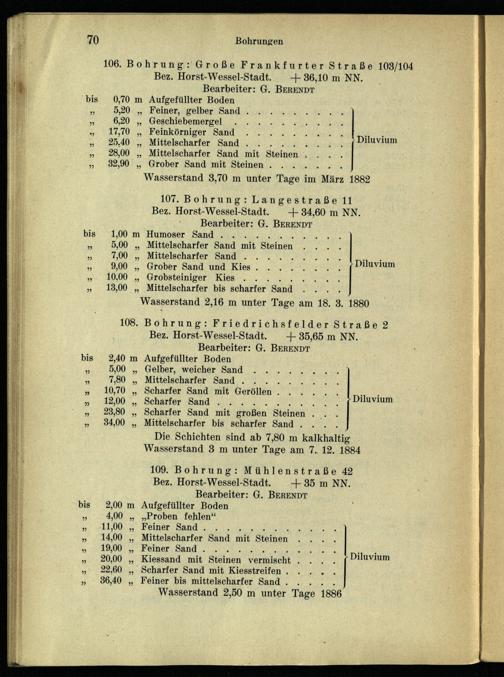 70 Bohrungen
106. Bohrung: Große Frankfurter Straße 103/104
Bez. Horst-Wessel-Stadt. + 36,10 m NN.
Bearbeiter: G. BERENDT
bis 0,70 m Aufgefüllter Boden
„ 5,20 „ Feiner, gelber Sand . . . . . . . . .
„ 6,20 „ Geschiebemergel . . . . . . . . . .
„ 17,70 „ Feinkörniger Sand . . . . . . . . .
„ 25,40 „ Mittelscharfer Sand . . . . . . . . . Diluvium
„ 28,00 „ Mittelscharfer Sand mit Steinen . . . . .
„ 32,90 „ Grober Sand mit Steinen . . . . . . .
Wasserstand 3,70 m unter Tage im März 1882
107. Bohrung: Langestraße 11
Bez. Horst-Wessel-Stadt. + 34,60 m NN.
Bearbeiter: G. BERENDT
bis 1,00 m Humoser Sand . . . . . . . . . . .
„ 5,00 „ Mittelscharfer Sand mit Steinen . . . . .
„ 7,00 „ Mittelscharfer Sand . . . . . . . . .
„ 9,00 „ Grober Sand und Kies . . . . . . . . Diluvium
„ 10,00 „ Grobsteiniger Kies . . . . . . . . .
„ 13,00 „ Mittelscharfer bis scharfer Sand . . . . .
Wasserstand 2,16 m unter Tage am 18. 3. 1880
108. Bohrung: Friedrichsfelder Straße 2
Bez. Horst-Wessel-Stadt. + 35,65 m NN.
Bearbeiter: G. BERENDT
bis 2,40 m Aufgefüllter Boden
„ 5,00 „ Gelber, weicher Sand . . . . . . . .
„ 7,80 „ Mittelscharfer Sand . . . . . . . . .
„ 10,70 „ Scharfer Sand mit Geröllen . . . . . .
„ 12,00 „ Scharfer Sand . . . . . . . . . . . Diluvium
„ 23,80 „ Scharfer Sand mit großen Steinen . . .
„ 34,00 „ Mittelscharfer bis scharfer Sand . . . .
Die Schichten sind ab 7,80 m kalkhaltig
Wasserstand 3 m unter Tage am 7. 12. 1884
109. Bohrung: Mühlenstraße 42
Bez. Horst-Wessel-Stadt. + 35 m NN.
Bearbeiter: G. BERENDT
bis 2,00 m Aufgefüllter Boden
„ 4,00 „ „Proben fehlen“
„ 11,00 „ Feiner Sand . . . . . . . . . . . .
„ 14,00 „ Mittelscharfer Sand mit Steinen . . . .
„ 19,00 „ Feiner Sand . . . . . . . . . . . .
„ 20,00 „ Kiessand mit Steinen vermischt . . . . Diluvium
„ 22,60 „ Scharfer Sand mit Kiesstreifen . . . . .
„ 36,40 „ Feiner bis mittelscharfer Sand . . . . .
Wasserstand 2,50 m unter Tage 1886